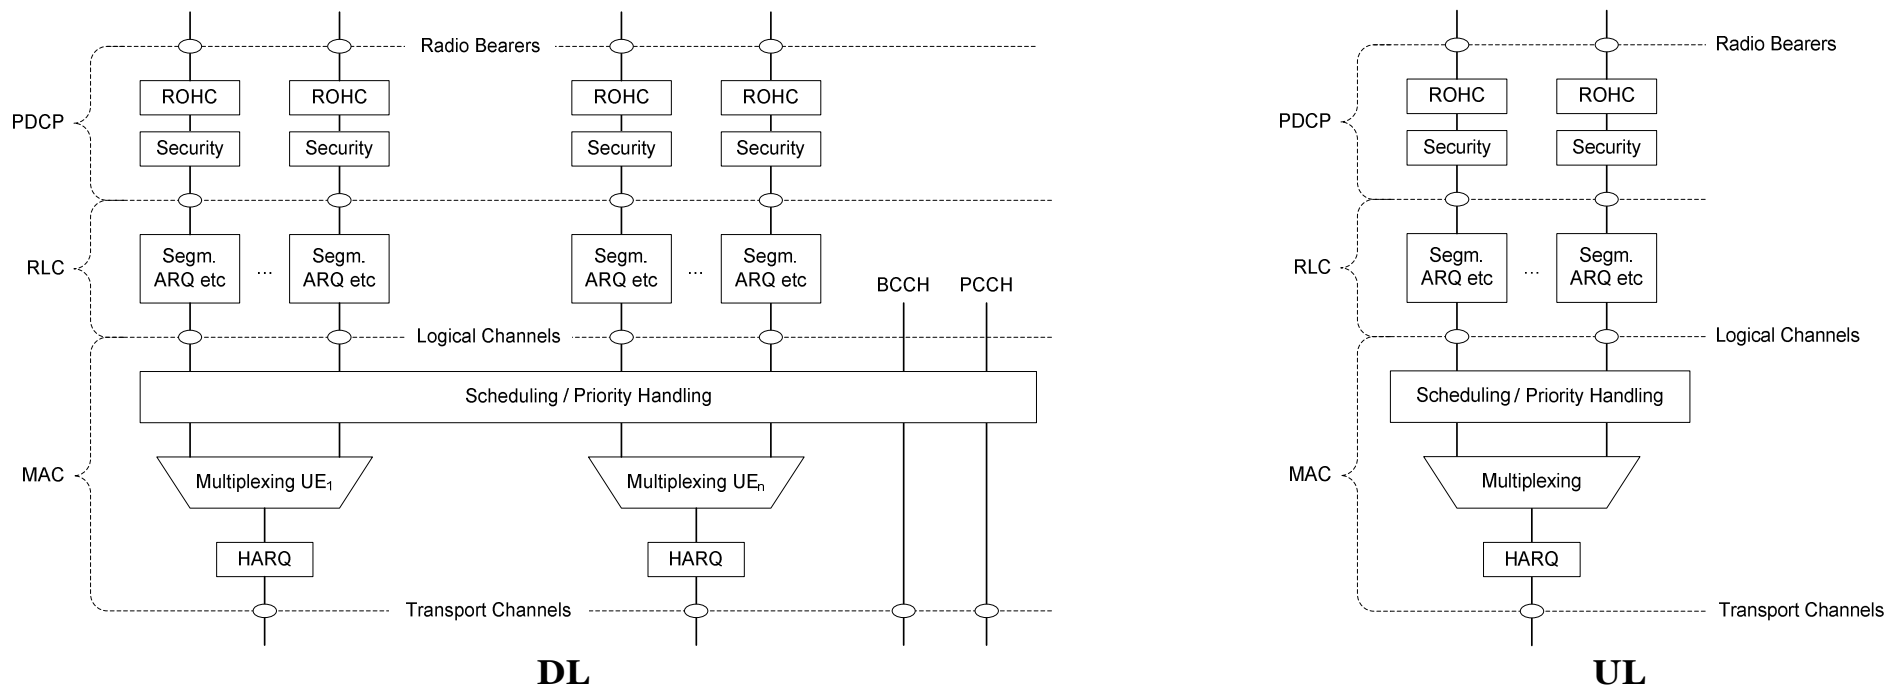 Radio Bearers
Radio Bearers
ROHC ROHC ROHC ROHC
ROHC ROHC
PDCP
PDCP
Security Security Security Security
Security Security
Segm. Segm. Segm. Segm.
ARQ etc ... ARQ etc ARQ etc ... ARQ etc
Segm. Segm.
ARQ etc ... ARQ etc
RLC
RLC
BCCH PCCH
Logical Channels
Logical Channels
Scheduling / Priority Handling
Scheduling / Priority Handling
MAC
MAC
Multiplexing UE1 Multiplexing UEn
Multiplexing
HARQ HARQ
HARQ
Transport Channels
Transport Channels
DL
UL